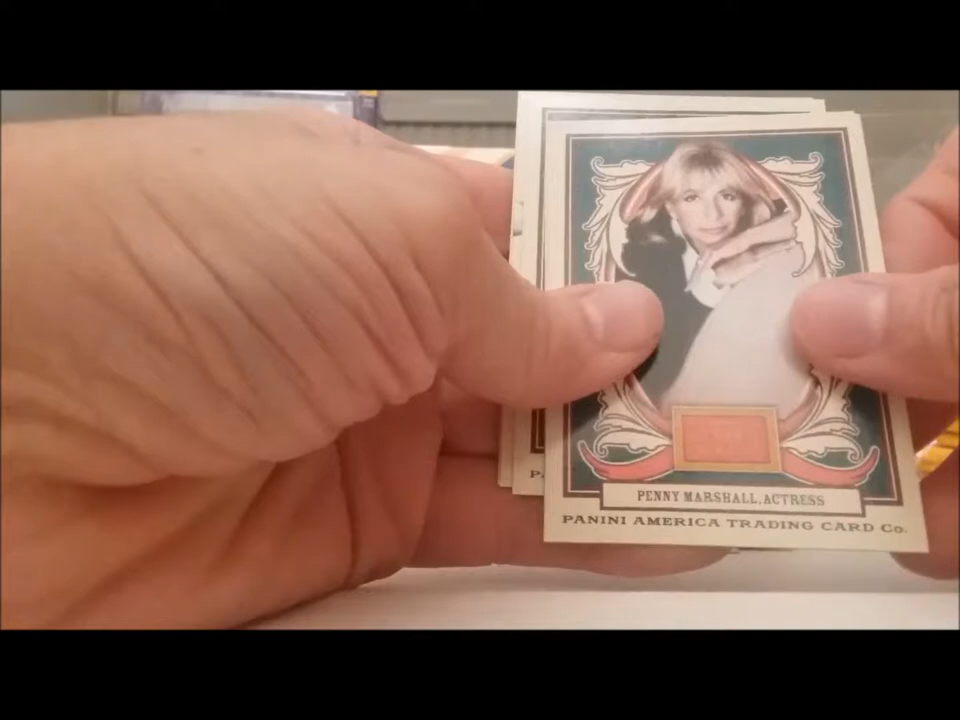 PENNY MARSHALL, ACTRESS
PANINI AMERICA TRADING CARD Co.
P